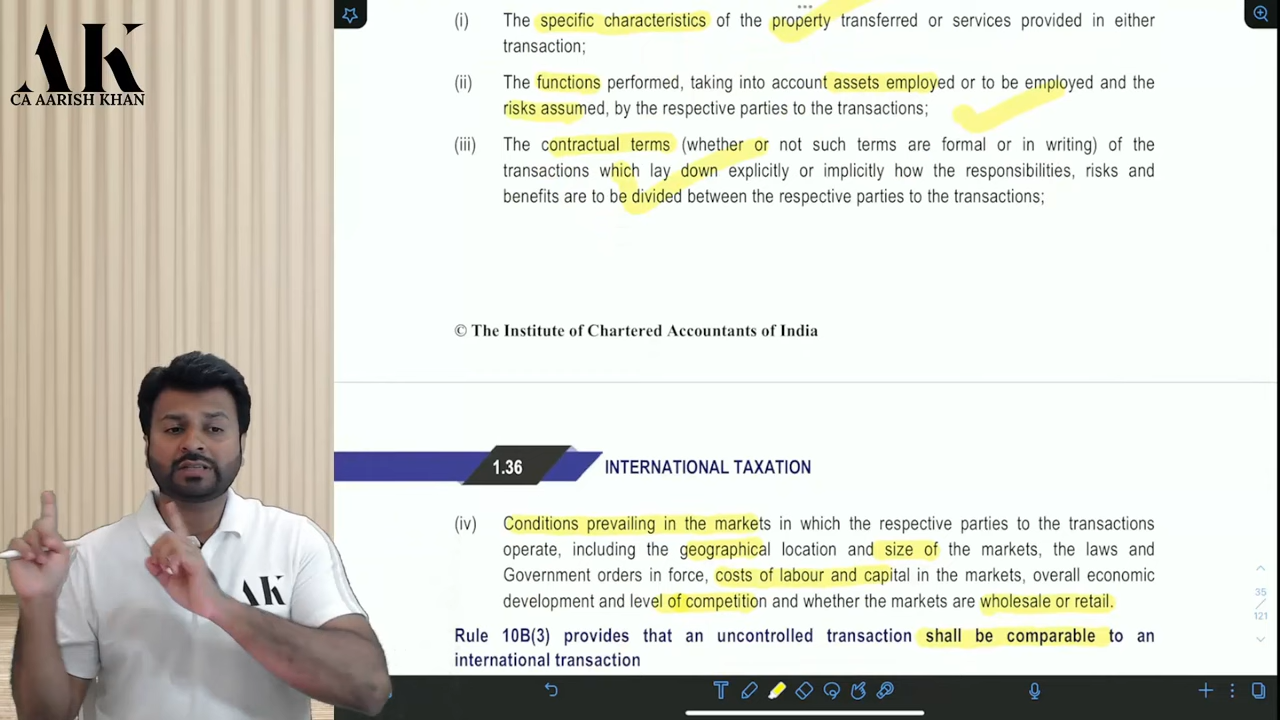 AK
CA AARISH KHAN
AK
(i) The specific characteristics of the property transferred or services provided in either
transaction;
(ii) The functions performed, taking into account assets employed or to be employed and the
risks assumed, by the respective parties to the transactions;
(iii) The contractual terms (whether or not such terms are formal or in writing) of the
transactions which lay down explicitly or implicitly how the responsibilities, risks and
benefits are to be divided between the respective parties to the transactions;
© The Institute of Chartered Accountants of India
1.36 INTERNATIONAL TAXATION
(iv) Conditions prevailing in the markets in which the respective parties to the transactions
operate, including the geographical location and size of the markets, the laws and
Government orders in force, costs of labour and capital in the markets, overall economic
development and level of competition and whether the markets are wholesale or retail.
Rule 10B(3) provides that an uncontrolled transaction shall be comparable to an
international transaction
35
/
121
T